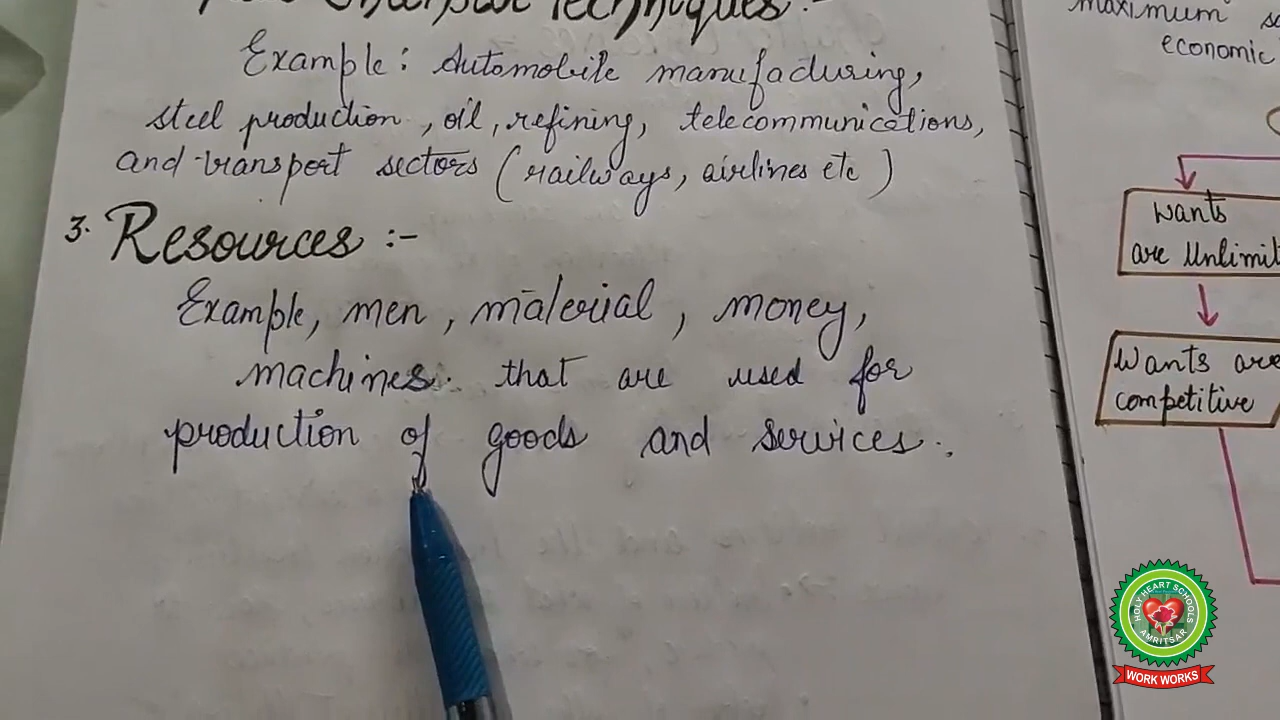 Techniques :-
Example : Automobile manufacturing,
steel production , oil , refining, telecommunications,
and transport sectors ( railways, airlines etc )
3. Resources :-
Example, men , material , money,
machines. that are used for
production of goods and services .
maximum
economic
wants
are Unlimit
Wants are
competitive
HOLY HEART SCHOOLS
AMRITSAR
WORK WORKS